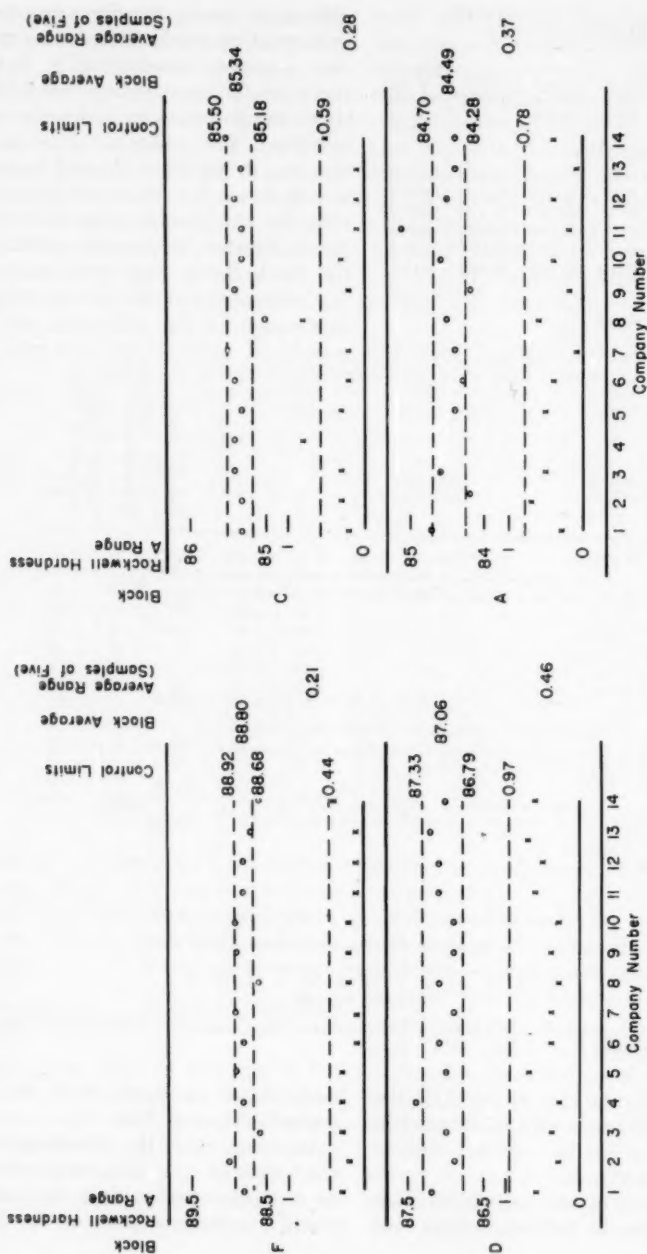 Block
Rockwell Hardness
A Range
Control Limits
Block Average
Average Range
(Samples of Five)
F
89.5
88.5
1
0
88.92
88.68
0.44
88.80
0.21
D
87.5
86.5
1
0
87.33
86.79
0.97
87.06
0.46
1 2 3 4 5 6 7 8 9 10 11 12 13 14
Company Number
Block
Rockwell Hardness
A Range
Control Limits
Block Average
Average Range
(Samples of Five)
C
86
85
1
0
85.50
85.18
0.59
85.34
0.28
A
85
84
1
0
84.70
84.28
0.78
84.49
0.37
1 2 3 4 5 6 7 8 9 10 11 12 13 14
Company Number